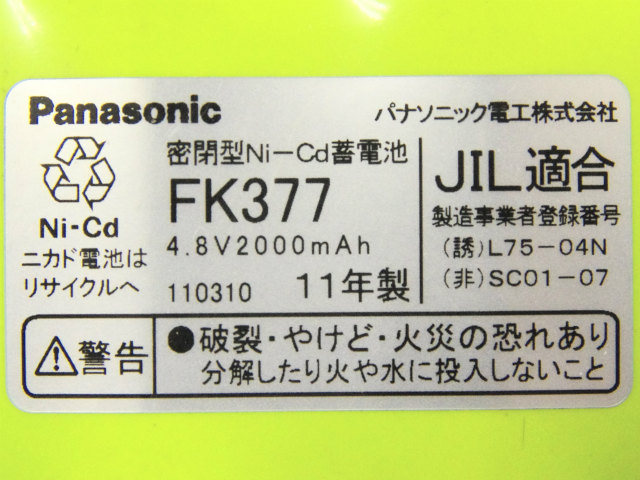 Panasonic
パナソニック電工株式会社
Ni-Cd
ニカド電池は
リサイクルへ
密閉型Ni－Cd蓄電池
FK377
4.8V2000mAh
110310 11年製
JIL適合
製造事業者登録番号
(誘)L75－04N
(非)SC01－07
警告
●破裂・やけど・火災の恐れあり
分解したり火や水に投入しないこと